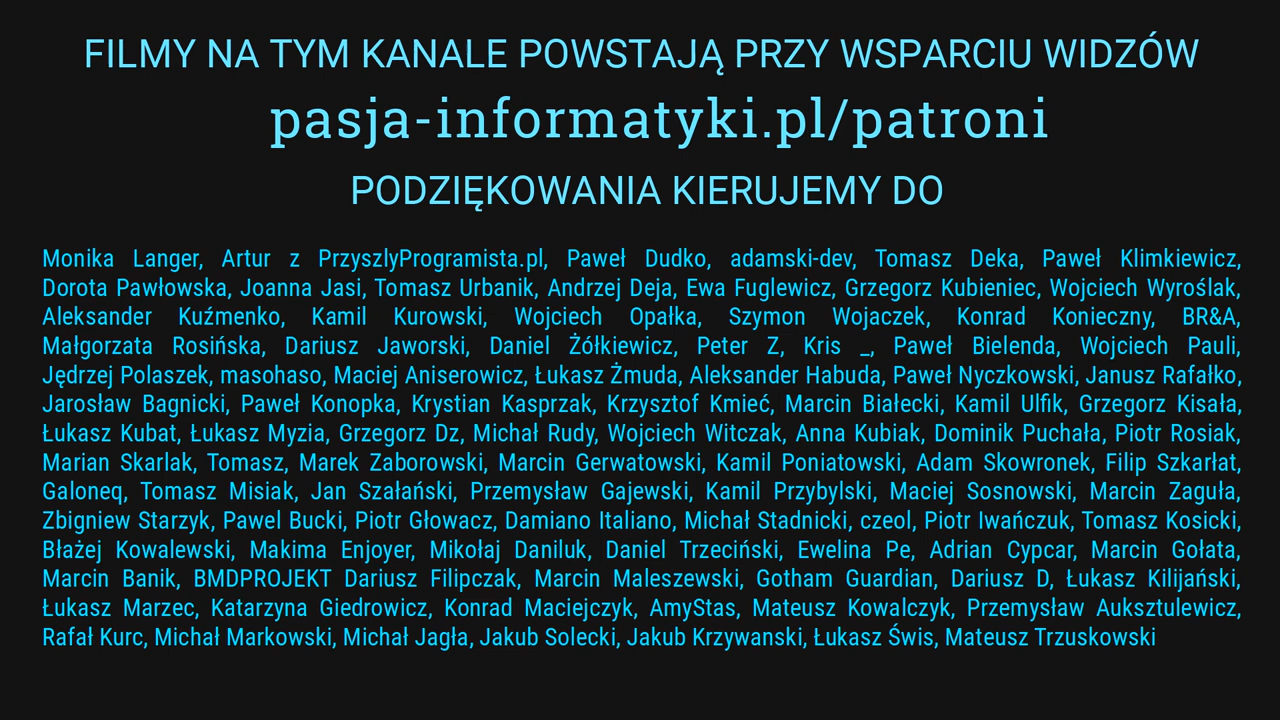 FILMY NA TYM KANALE POWSTAJĄ PRZY WSPARCIU WIDZÓW
pasja-informatyki.pl/patroni
PODZIĘKOWANIA KIERUJEMY DO
Monika Langer, Artur z PrzyszlyProgramista.pl, Paweł Dudko, adamski-dev, Tomasz Deka, Paweł Klimkiewicz,
Dorota Pawłowska, Joanna Jasi, Tomasz Urbanik, Andrzej Deja, Ewa Fuglewicz, Grzegorz Kubieniec, Wojciech Wyroślak,
Aleksander Kuźmenko, Kamil Kurowski, Wojciech Opałka, Szymon Wojaczek, Konrad Konieczny, BR&A,
Małgorzata Rosińska, Dariusz Jaworski, Daniel Żółkiewicz, Peter Z, Kris _, Paweł Bielenda, Wojciech Pauli,
Jędrzej Polaszek, masohaso, Maciej Aniserowicz, Łukasz Żmuda, Aleksander Habuda, Paweł Nyczkowski, Janusz Rafałko,
Jarosław Bagnicki, Paweł Konopka, Krystian Kasprzak, Krzysztof Kmieć, Marcin Białecki, Kamil Ulfik, Grzegorz Kisała,
Łukasz Kubat, Łukasz Myzia, Grzegorz Dz, Michał Rudy, Wojciech Witczak, Anna Kubiak, Dominik Puchała, Piotr Rosiak,
Marian Skarlak, Tomasz, Marek Zaborowski, Marcin Gerwatowski, Kamil Poniatowski, Adam Skowronek, Filip Szkarłat,
Galoneq, Tomasz Misiak, Jan Szałański, Przemysław Gajewski, Kamil Przybylski, Maciej Sosnowski, Marcin Zaguła,
Zbigniew Starzyk, Pawel Bucki, Piotr Głowacz, Damiano Italiano, Michał Stadnicki, czeol, Piotr Iwańczuk, Tomasz Kosicki,
Błażej Kowalewski, Makima Enjoyer, Mikołaj Daniluk, Daniel Trzeciński, Ewelina Pe, Adrian Cypcar, Marcin Gołata,
Marcin Banik, BMDPROJEKT Dariusz Filipczak, Marcin Maleszewski, Gotham Guardian, Dariusz D, Łukasz Kilijański,
Łukasz Marzec, Katarzyna Giedrowicz, Konrad Maciejczyk, AmyStas, Mateusz Kowalczyk, Przemysław Auksztulewicz,
Rafał Kurc, Michał Markowski, Michał Jagła, Jakub Solecki, Jakub Krzywanski, Łukasz Świs, Mateusz Trzuskowski